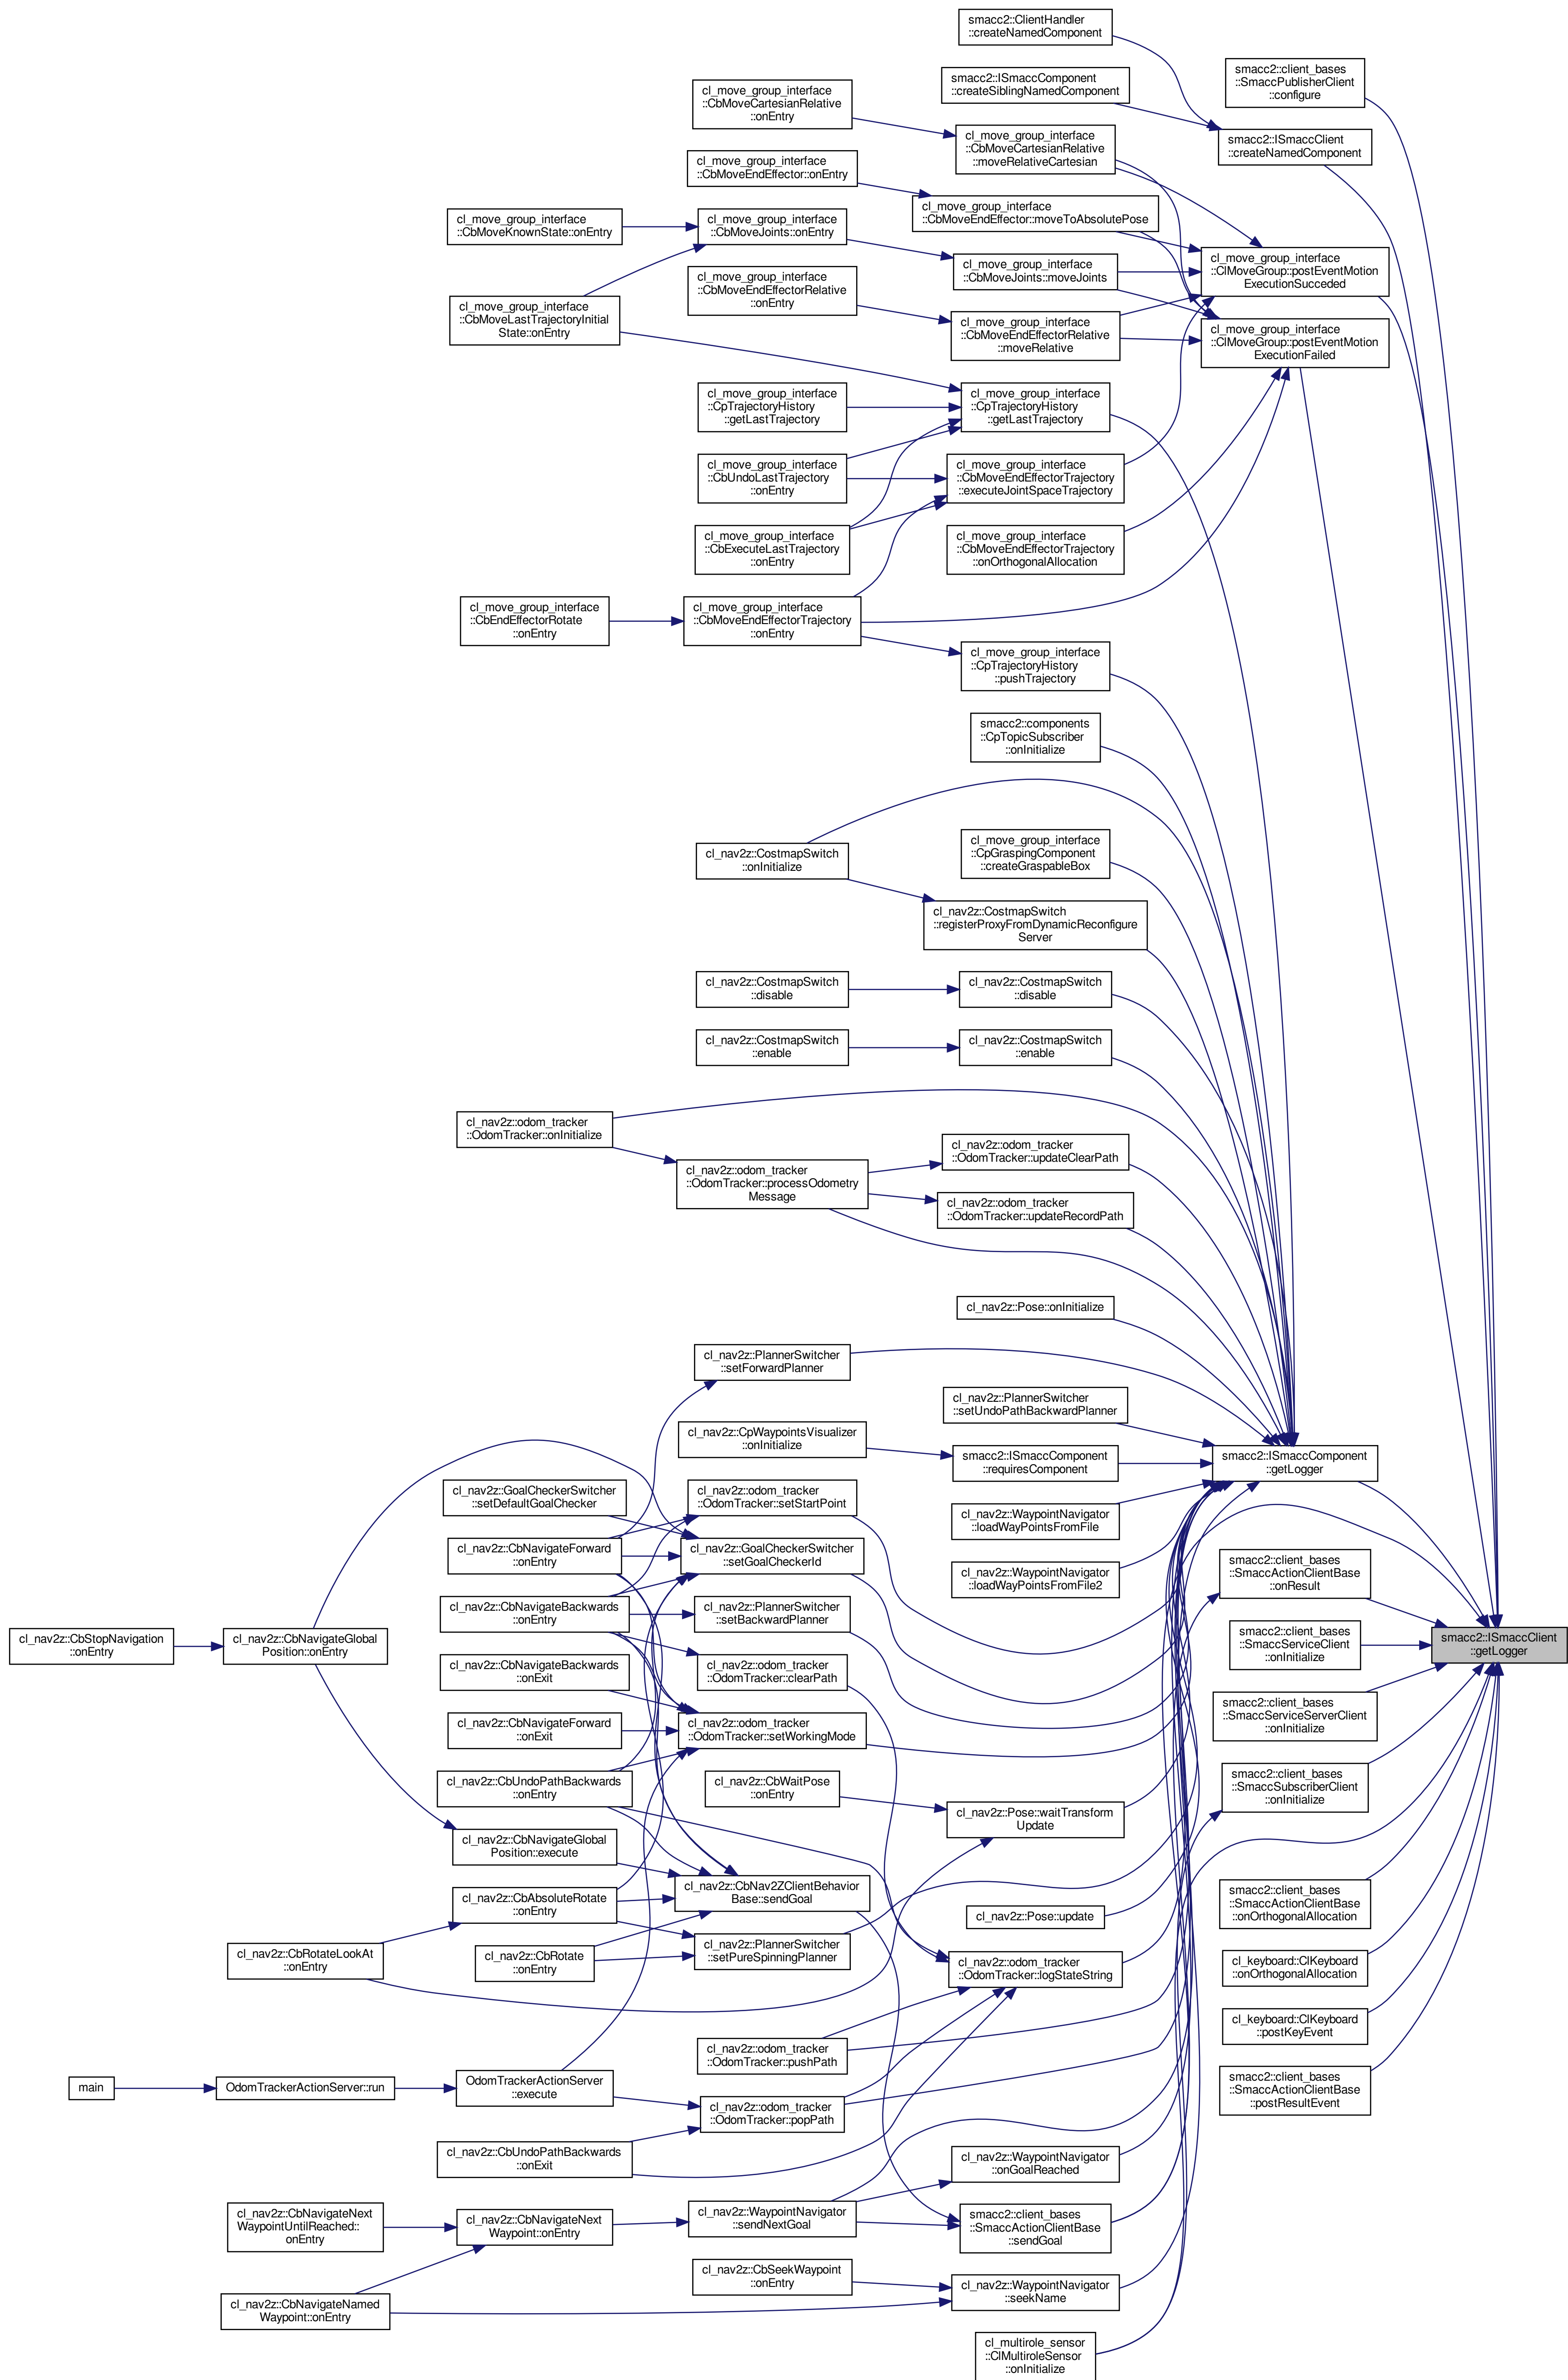 smacc2::ClientHandler
::createNamedComponent
smacc2::client_bases
::SmaccPublisherClient
::configure
smacc2::ISmaccComponent
::createSiblingNamedComponent
cl_move_group_interface
::CbMoveCartesianRelative
::onEntry
cl_move_group_interface
::CbMoveCartesianRelative
::moveRelativeCartesian
smacc2::ISmaccClient
::createNamedComponent
cl_move_group_interface
::CbMoveEndEffector::onEntry
cl_move_group_interface
::CbMoveEndEffector::moveToAbsolutePose
cl_move_group_interface
::CbMoveKnownState::onEntry
cl_move_group_interface
::CbMoveJoints::onEntry
cl_move_group_interface
::CbMoveJoints::moveJoints
cl_move_group_interface
::ClMoveGroup::postEventMotion
ExecutionSucceded
cl_move_group_interface
::CbMoveEndEffectorRelative
::onEntry
cl_move_group_interface
::CbMoveLastTrajectoryInitial
State::onEntry
cl_move_group_interface
::CbMoveEndEffectorRelative
::moveRelative
cl_move_group_interface
::ClMoveGroup::postEventMotion
ExecutionFailed
cl_move_group_interface
::CpTrajectoryHistory
::getLastTrajectory
cl_move_group_interface
::CpTrajectoryHistory
::getLastTrajectory
cl_move_group_interface
::CbUndoLastTrajectory
::onEntry
cl_move_group_interface
::CbMoveEndEffectorTrajectory
::executeJointSpaceTrajectory
cl_move_group_interface
::CbExecuteLastTrajectory
::onEntry
cl_move_group_interface
::CbMoveEndEffectorTrajectory
::onOrthogonalAllocation
cl_move_group_interface
::CbEndEffectorRotate
::onEntry
cl_move_group_interface
::CbMoveEndEffectorTrajectory
::onEntry
cl_move_group_interface
::CpTrajectoryHistory
::pushTrajectory
smacc2::components
::CpTopicSubscriber
::onInitialize
cl_nav2z::CostmapSwitch
::onInitialize
cl_move_group_interface
::CpGraspingComponent
::createGraspableBox
cl_nav2z::CostmapSwitch
::registerProxyFromDynamicReconfigure
Server
cl_nav2z::CostmapSwitch
::disable
cl_nav2z::CostmapSwitch
::disable
cl_nav2z::CostmapSwitch
::enable
cl_nav2z::CostmapSwitch
::enable
cl_nav2z::odom_tracker
::OdomTracker::onInitialize
cl_nav2z::odom_tracker
::OdomTracker::processOdometry
Message
cl_nav2z::odom_tracker
::OdomTracker::updateClearPath
cl_nav2z::odom_tracker
::OdomTracker::updateRecordPath
cl_nav2z::Pose::onInitialize
cl_nav2z::PlannerSwitcher
::setForwardPlanner
cl_nav2z::PlannerSwitcher
::setUndoPathBackwardPlanner
cl_nav2z::CpWaypointsVisualizer
::onInitialize
smacc2::ISmaccComponent
::requiresComponent
smacc2::ISmaccComponent
::getLogger
cl_nav2z::GoalCheckerSwitcher
::setDefaultGoalChecker
cl_nav2z::odom_tracker
::OdomTracker::setStartPoint
cl_nav2z::WaypointNavigator
::loadWayPointsFromFile
cl_nav2z::CbNavigateForward
::onEntry
cl_nav2z::GoalCheckerSwitcher
::setGoalCheckerId
cl_nav2z::WaypointNavigator
::loadWayPointsFromFile2
smacc2::client_bases
::SmaccActionClientBase
::onResult
cl_nav2z::CbStopNavigation
::onEntry
cl_nav2z::CbNavigateGlobal
Position::onEntry
cl_nav2z::CbNavigateBackwards
::onEntry
cl_nav2z::PlannerSwitcher
::setBackwardPlanner
smacc2::client_bases
::SmaccServiceClient
::onInitialize
smacc2::ISmaccClient
::getLogger
cl_nav2z::CbNavigateBackwards
::onExit
cl_nav2z::odom_tracker
::OdomTracker::clearPath
smacc2::client_bases
::SmaccServiceServerClient
::onInitialize
cl_nav2z::CbNavigateForward
::onExit
cl_nav2z::odom_tracker
::OdomTracker::setWorkingMode
cl_nav2z::CbUndoPathBackwards
::onEntry
cl_nav2z::CbWaitPose
::onEntry
smacc2::client_bases
::SmaccSubscriberClient
::onInitialize
cl_nav2z::Pose::waitTransform
Update
cl_nav2z::CbNavigateGlobal
Position::execute
cl_nav2z::CbAbsoluteRotate
::onEntry
cl_nav2z::CbNav2ZClientBehavior
Base::sendGoal
cl_nav2z::Pose::update
smacc2::client_bases
::SmaccActionClientBase
::onOrthogonalAllocation
cl_nav2z::CbRotateLookAt
::onEntry
cl_nav2z::CbRotate
::onEntry
cl_nav2z::PlannerSwitcher
::setPureSpinningPlanner
cl_nav2z::odom_tracker
::OdomTracker::logStateString
cl_keyboard::ClKeyboard
::onOrthogonalAllocation
cl_nav2z::odom_tracker
::OdomTracker::pushPath
cl_keyboard::ClKeyboard
::postKeyEvent
main
OdomTrackerActionServer::run
OdomTrackerActionServer
::execute
cl_nav2z::odom_tracker
::OdomTracker::popPath
smacc2::client_bases
::SmaccActionClientBase
::postResultEvent
cl_nav2z::CbUndoPathBackwards
::onExit
cl_nav2z::WaypointNavigator
::onGoalReached
cl_nav2z::CbNavigateNext
WaypointUntilReached::
onEntry
cl_nav2z::CbNavigateNext
Waypoint::onEntry
cl_nav2z::WaypointNavigator
::sendNextGoal
smacc2::client_bases
::SmaccActionClientBase
::sendGoal
cl_nav2z::CbSeekWaypoint
::onEntry
cl_nav2z::CbNavigateNamed
Waypoint::onEntry
cl_nav2z::WaypointNavigator
::seekName
cl_multirole_sensor
::ClMultiroleSensor
::onInitialize